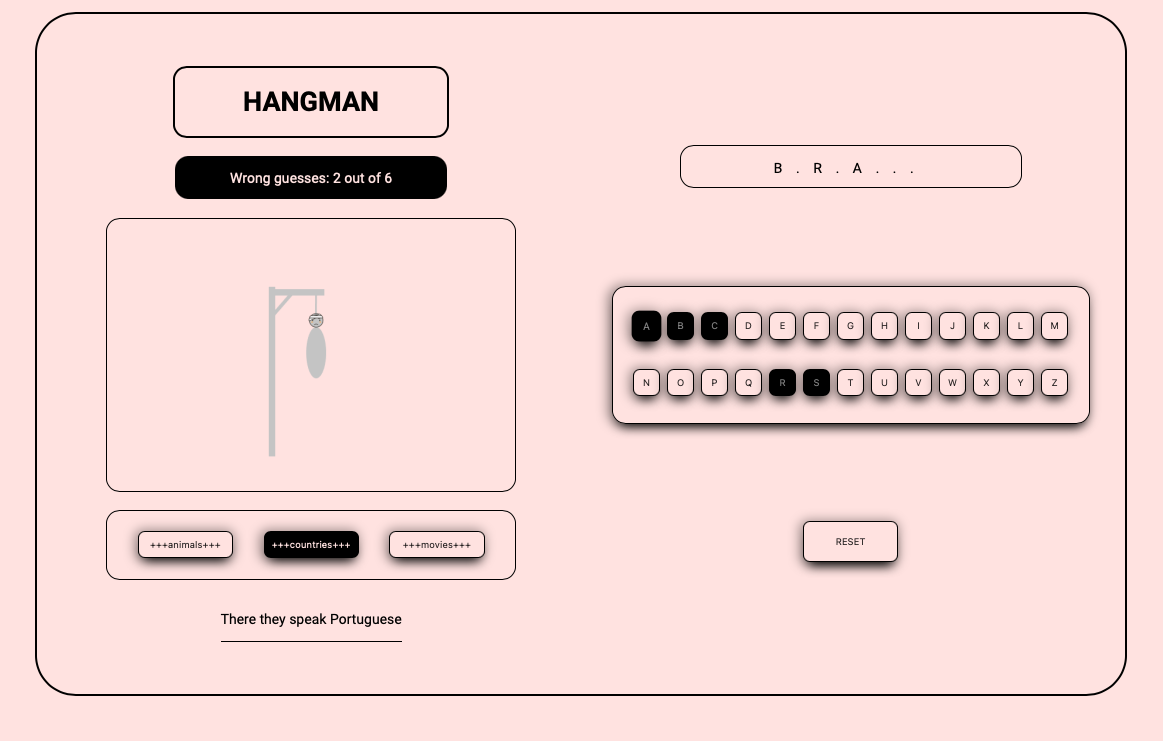 HANGMAN
Wrong guesses: 2 out of 6
B . R . A . . .
A B C D E F G H I J K L M
N O P Q R S T U V W X Y Z
+++animals+++ +++countries+++ +++movies+++
RESET
There they speak Portuguese